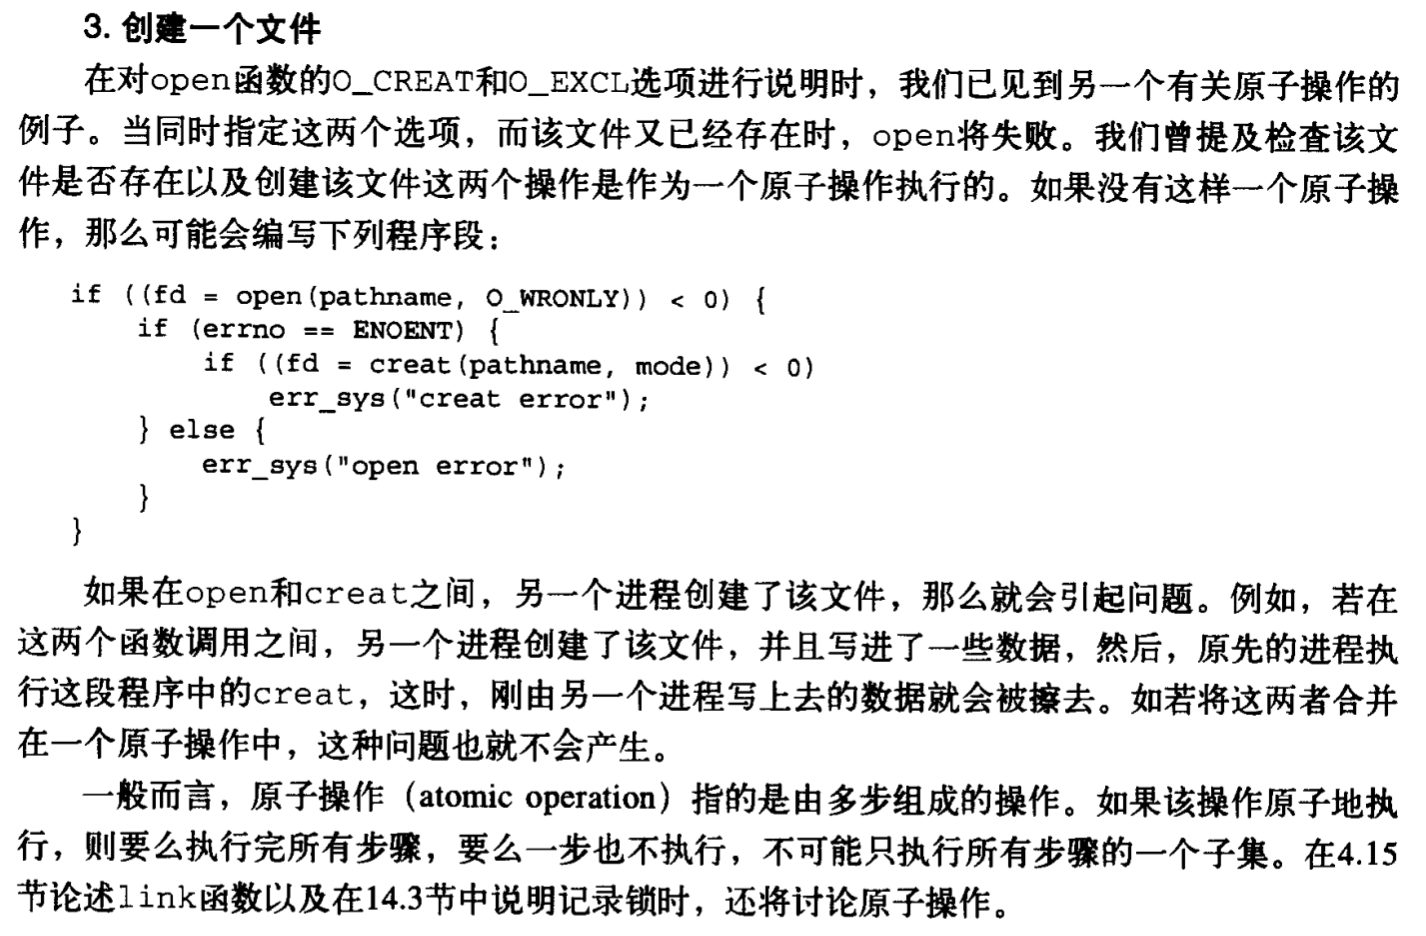 3. 创建一个文件
在对open函数的O_CREAT和O_EXCL选项进行说明时，我们已见到另一个有关原子操作的
例子。当同时指定这两个选项，而该文件又已经存在时，open将失败。我们曾提及检查该文
件是否存在以及创建该文件这两个操作是作为一个原子操作执行的。如果没有这样一个原子操
作，那么可能会编写下列程序段：
if ((fd = open(pathname, O_WRONLY)) < 0) {
    if (errno == ENOENT) {
        if ((fd = creat(pathname, mode)) < 0)
            err_sys("creat error");
    } else {
        err_sys("open error");
    }
}
如果在open和creat之间，另一个进程创建了该文件，那么就会引起问题。例如，若在
这两个函数调用之间，另一个进程创建了该文件，并且写进了一些数据，然后，原先的进程执
行这段程序中的creat，这时，刚由另一个进程写上去的数据就会被擦去。如若将这两者合并
在一个原子操作中，这种问题也就不会产生。
一般而言，原子操作（atomic operation）指的是由多步组成的操作。如果该操作原子地执
行，则要么执行完所有步骤，要么一步也不执行，不可能只执行所有步骤的一个子集。在4.15
节论述link函数以及在14.3节中说明记录锁时，还将讨论原子操作。